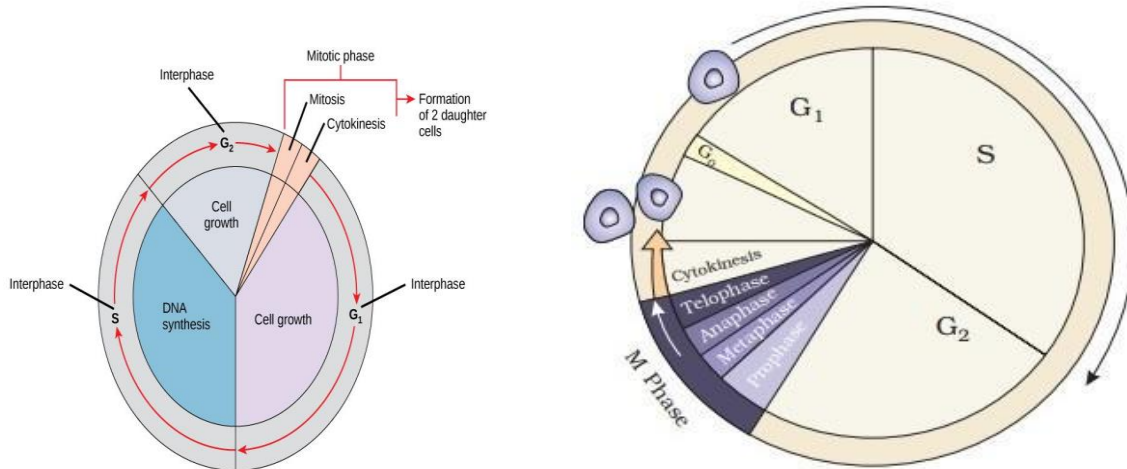 Mitotic phase
Interphase
Mitosis
Cytokinesis
Formation
of 2 daughter
cells
G₂
Cell
growth
Interphase
Interphase
S
DNA
synthesis
Cell growth
G₁
G₁
S
G₀
Cytokinesis
Telophase
Anaphase
Metaphase
Prophase
G₂
M Phase